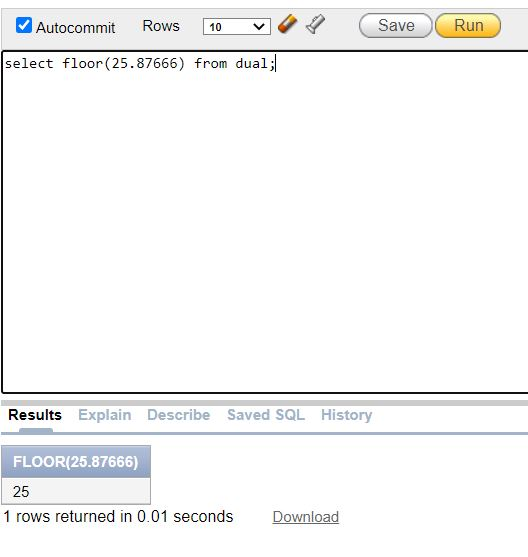 Autocommit Rows 10 Save Run
select floor(25.87666) from dual;
Results Explain Describe Saved SQL History
FLOOR(25.87666)
25
1 rows returned in 0.01 seconds Download